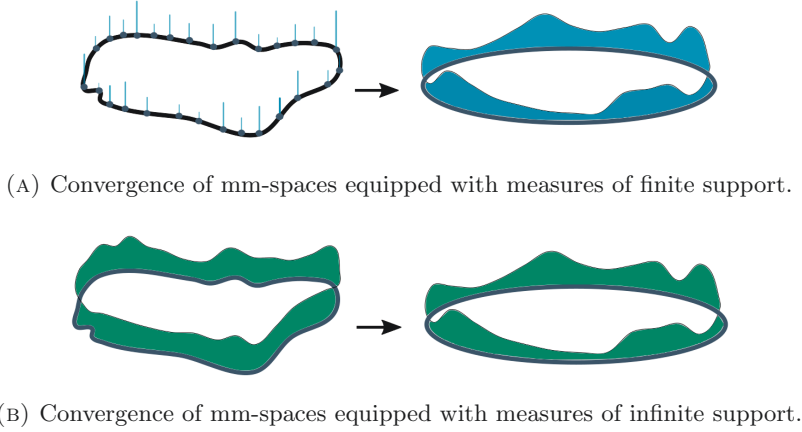 (A) Convergence of mm-spaces equipped with measures of finite support.
(B) Convergence of mm-spaces equipped with measures of infinite support.